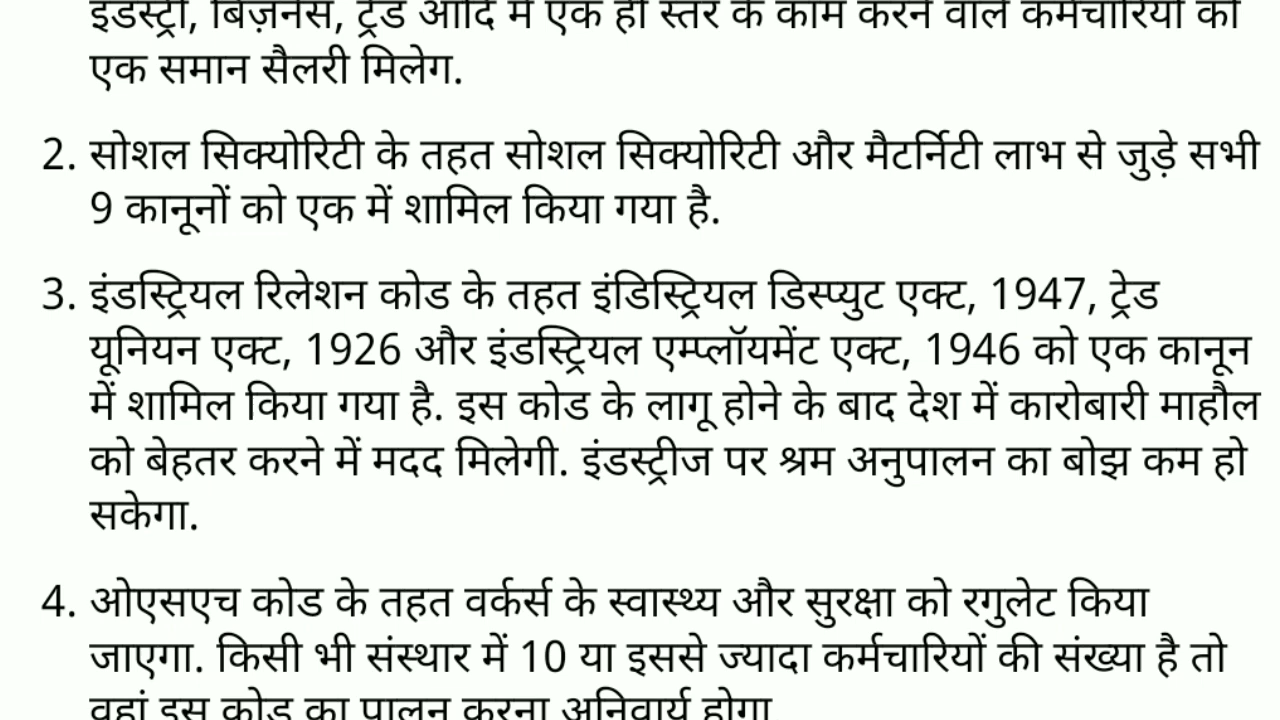 इंडस्ट्री, बिज़नेस, ट्रेड आदि में एक ही स्तर के काम करने वाले कर्मचारियों को
एक समान सैलरी मिलेग.
2. सोशल सिक्योरिटी के तहत सोशल सिक्योरिटी और मैटर्निटी लाभ से जुड़े सभी
9 कानूनों को एक में शामिल किया गया है.
3. इंडस्ट्रियल रिलेशन कोड के तहत इंडिस्ट्रियल डिस्प्युट एक्ट, 1947, ट्रेड
यूनियन एक्ट, 1926 और इंडस्ट्रियल एम्प्लॉयमेंट एक्ट, 1946 को एक कानून
में शामिल किया गया है. इस कोड के लागू होने के बाद देश में कारोबारी माहौल
को बेहतर करने में मदद मिलेगी. इंडस्ट्रीज पर श्रम अनुपालन का बोझ कम हो
सकेगा.
4. ओएसएच कोड के तहत वर्कर्स के स्वास्थ्य और सुरक्षा को रगुलेट किया
जाएगा. किसी भी संस्थार में 10 या इससे ज्यादा कर्मचारियों की संख्या है तो
वहां इस कोड का पालन करना अनिवार्य होगा